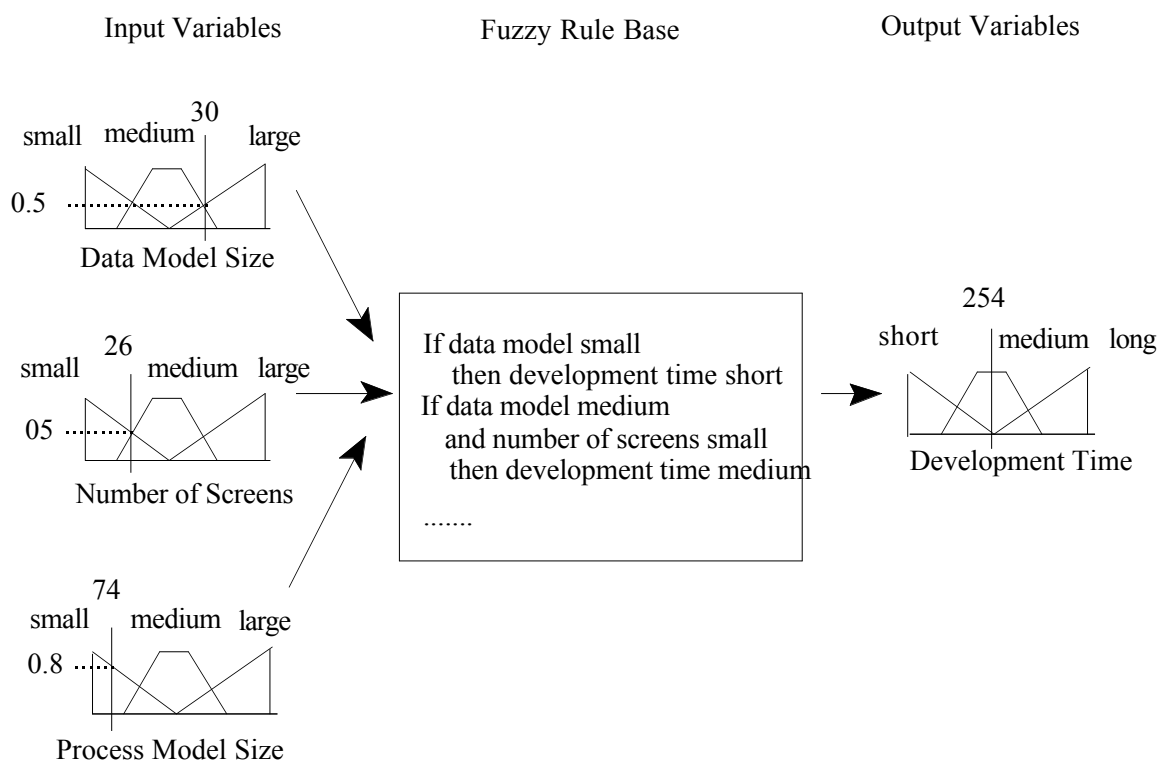 Input Variables
Fuzzy Rule Base
Output Variables
30
small medium large
0.5
Data Model Size
26
small medium large
05
Number of Screens
74
small medium large
0.8
Process Model Size
If data model small
then development time short
If data model medium
and number of screens small
then development time medium
.......
254
short medium long
Development Time